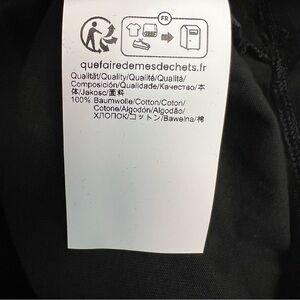 FR
quefairedemesdechets.fr
Qualität/Quality/Qualité/Qualità/
Composición/Qualidade/Качество/本
体/Jakość/面料
100% Baumwolle/Cotton/Coton/
Cotone/Algodón/Algodão/
ХЛОПОК/コットン/Bawełna/棉